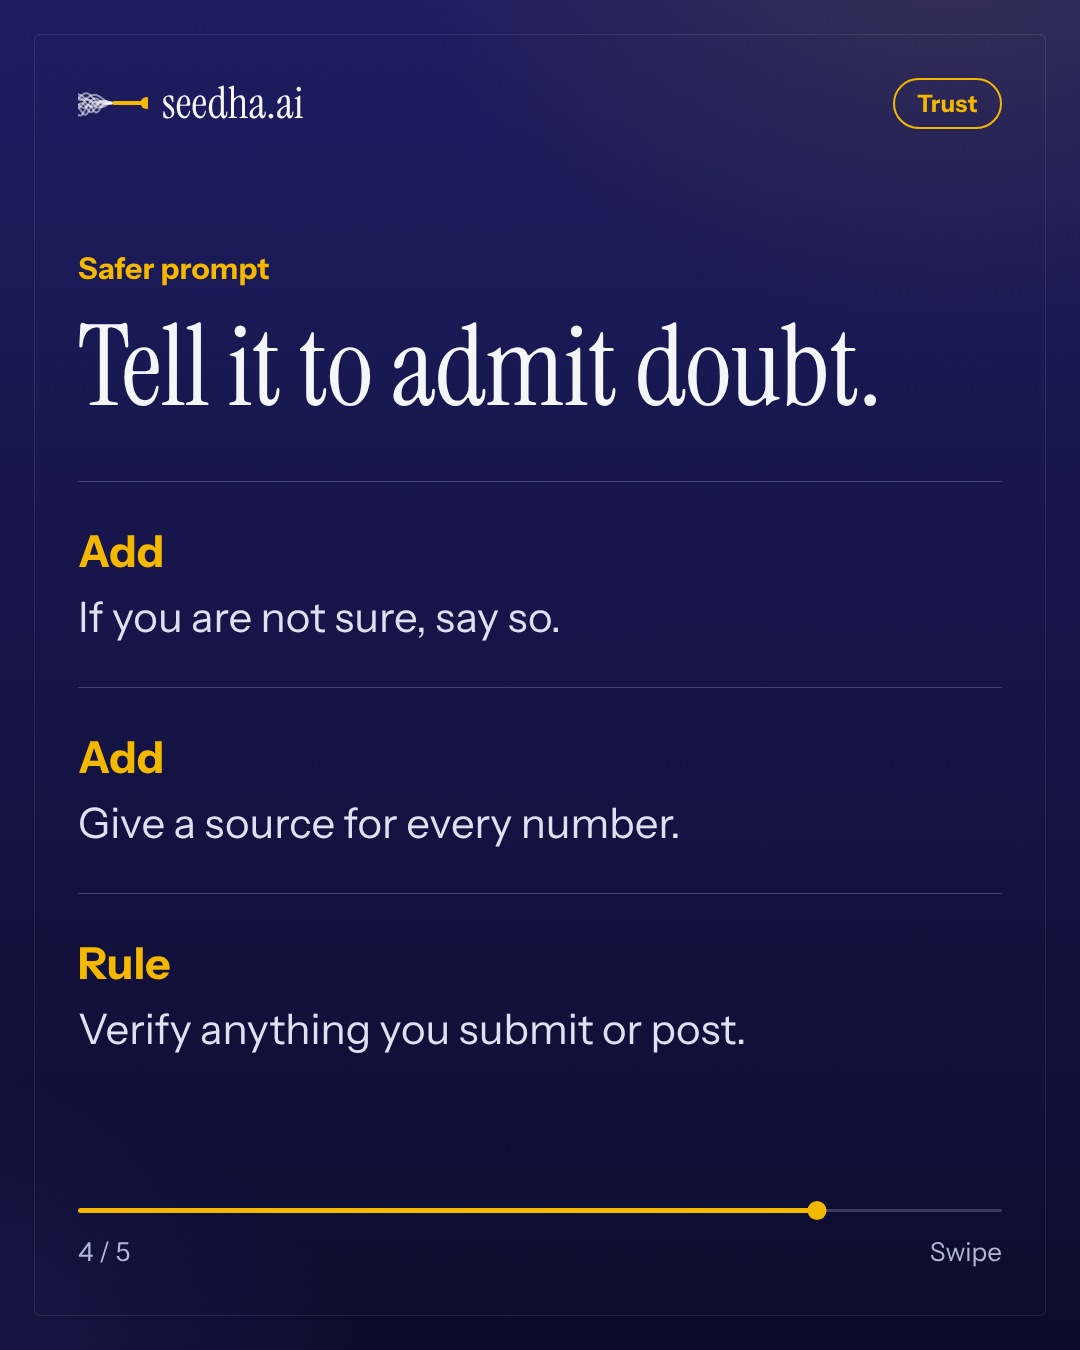 seedha.ai
Trust
Safer prompt
Tell it to admit doubt.
Add
If you are not sure, say so.
Add
Give a source for every number.
Rule
Verify anything you submit or post.
4 / 5
Swipe